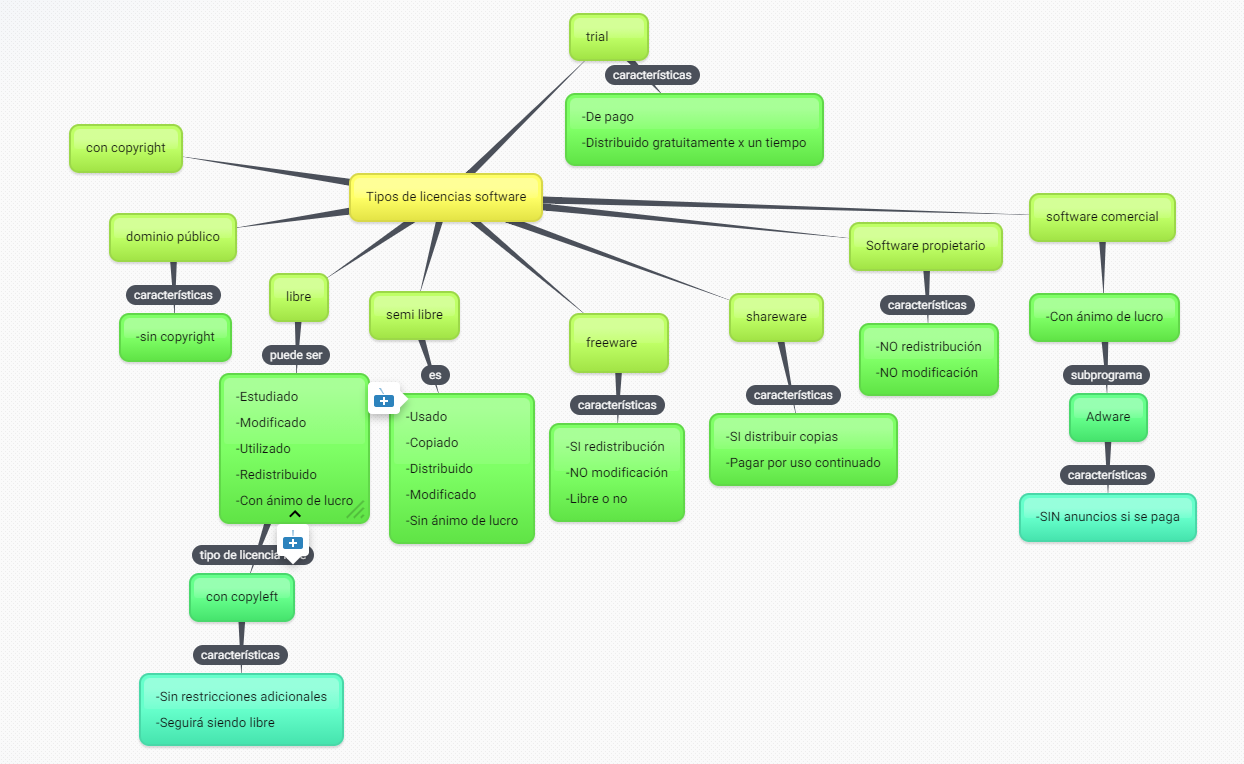 trial
características
-De pago
-Distribuido gratuitamente x un tiempo
con copyright
Tipos de licencias software
dominio público
características
-sin copyright
libre
puede ser
-Estudiado
-Modificado
-Utilizado
-Redistribuido
-Con ánimo de lucro
tipo de licencia
con copyleft
características
-Sin restricciones adicionales
-Seguirá siendo libre
semi libre
es
-Usado
-Copiado
-Distribuido
-Modificado
-Sin ánimo de lucro
freeware
características
-SI redistribución
-NO modificación
-Libre o no
shareware
características
-SI distribuir copias
-Pagar por uso continuado
Software propietario
características
-NO redistribución
-NO modificación
software comercial
-Con ánimo de lucro
subprograma
Adware
características
-SIN anuncios si se paga